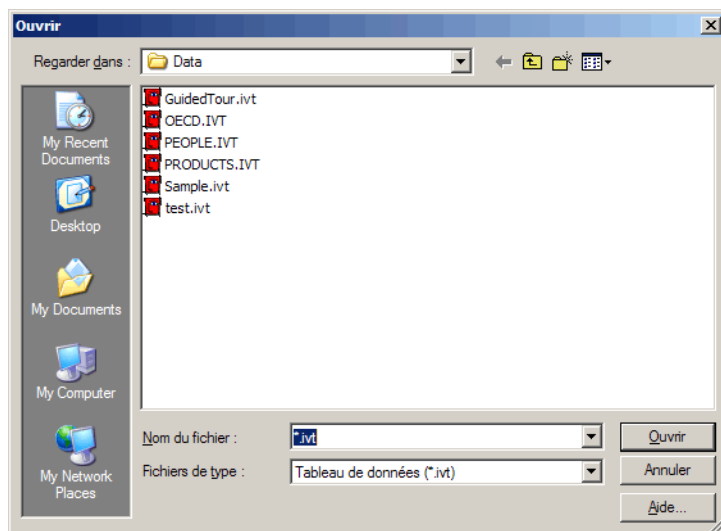 Ouvrir
Regarder dans :
Data
My Recent
Documents
Desktop
My Documents
My Computer
My Network
Places
GuidedTour.ivt
OECD.IVT
PEOPLE.IVT
PRODUCTS.IVT
Sample.ivt
test.ivt
Nom du fichier :
*.ivt
Ouvrir
Fichiers de type :
Tableau de données (*.ivt)
Annuler
Aide...